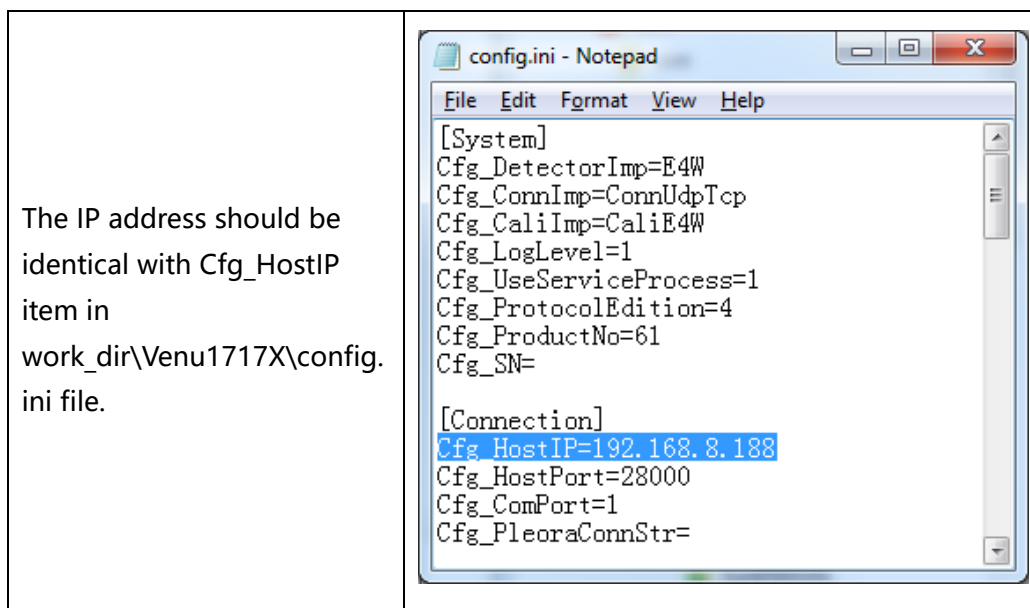 The IP address should be
identical with Cfg_HostIP
item in
work_dir\Venu1717X\config.
ini file.
config.ini - Notepad
File Edit Format View Help
[System]
Cfg_DetectorImp=E4W
Cfg_ConnImp=ConnUdpTcp
Cfg_CaliImp=CaliE4W
Cfg_LogLevel=1
Cfg_UseServiceProcess=1
Cfg_ProtocolEdition=4
Cfg_ProductNo=61
Cfg_SN=
[Connection]
Cfg_HostIP=192.168.8.188
Cfg_HostPort=28000
Cfg_ComPort=1
Cfg_PleoraConnStr=